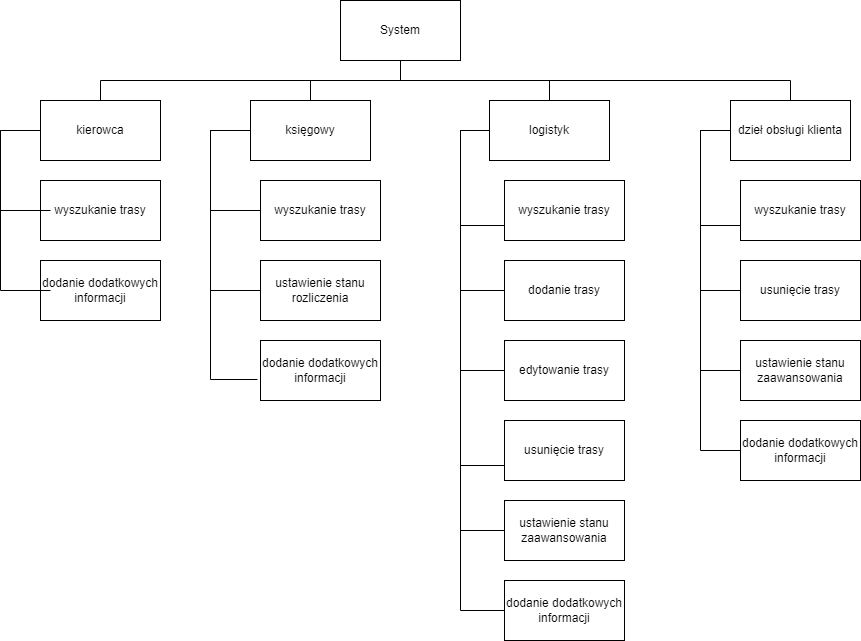 System
kierowca
wyszukanie trasy
dodanie dodatkowych
informacji
księgowy
wyszukanie trasy
ustawienie stanu
rozliczenia
dodanie dodatkowych
informacji
logistyk
wyszukanie trasy
dodanie trasy
edytowanie trasy
usunięcie trasy
ustawienie stanu
zaawansowania
dodanie dodatkowych
informacji
dzieł obsługi klienta
wyszukanie trasy
usunięcie trasy
ustawienie stanu
zaawansowania
dodanie dodatkowych
informacji